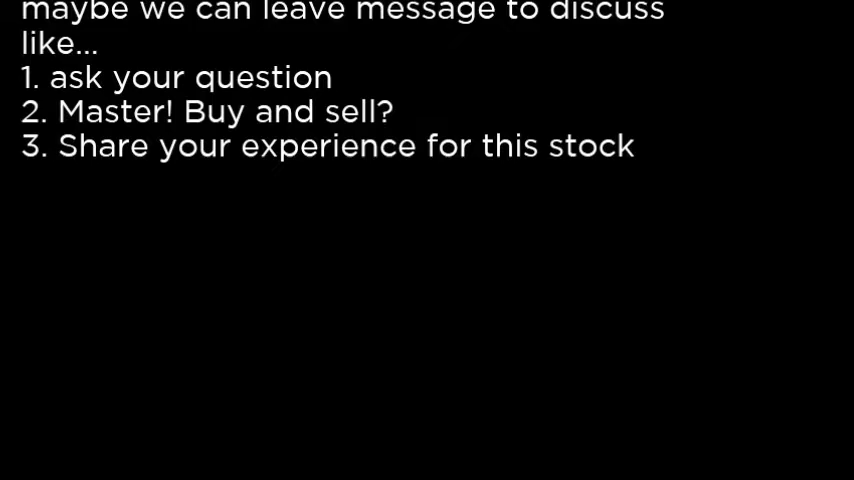 maybe we can leave message to discuss
like...
1. ask your question
2. Master! Buy and sell?
3. Share your experience for this stock